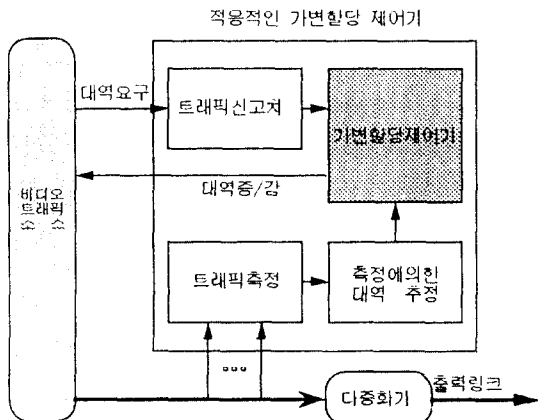 적응적인 가변할당 제어기
대역요구
트래픽신고치
가변할당제어기
대역증/감
비디오
트래픽
소스
트래픽측정
측정에의한
대역 추정
...
다중화기
출력링크